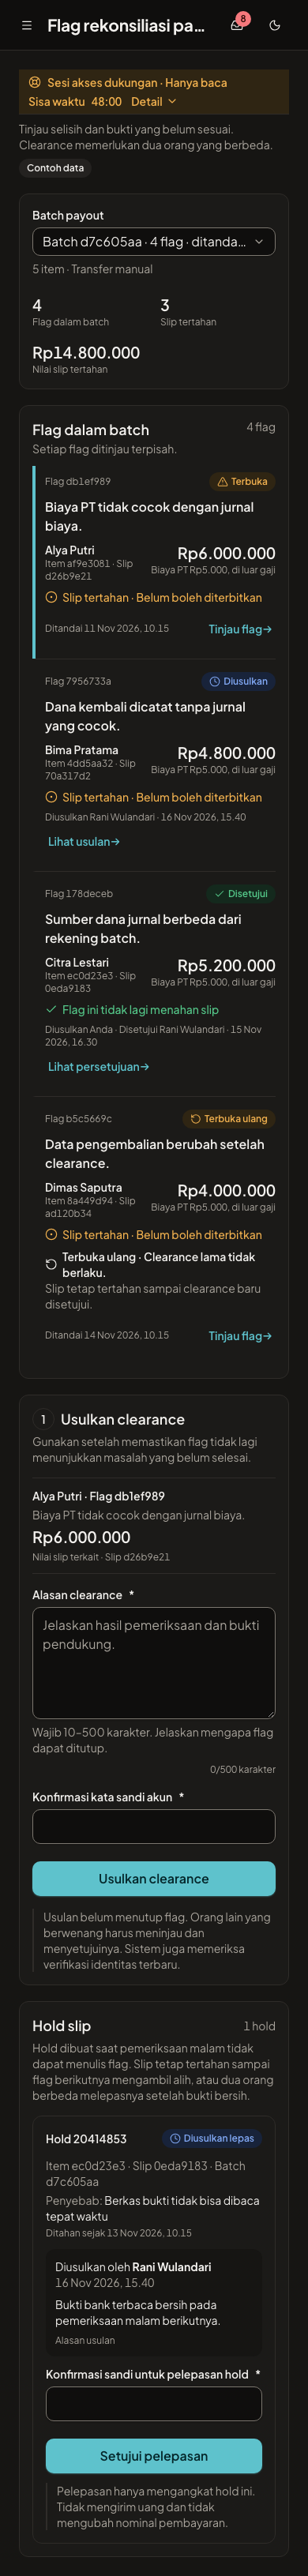 Flag rekonsiliasi pa...
8
Sesi akses dukungan · Hanya baca
Sisa waktu 48:00 Detail
Tinjau selisih dan bukti yang belum sesuai.
Clearance memerlukan dua orang yang berbeda.
Contoh data
Batch payout
Batch d7c605aa · 4 flag · ditanda...
5 item · Transfer manual
4
Flag dalam batch
3
Slip tertahan
Rp14.800.000
Nilai slip tertahan
Flag dalam batch
4 flag
Setiap flag ditinjau terpisah.
Flag db1ef989
Terbuka
Biaya PT tidak cocok dengan jurnal
biaya.
Alya Putri
Item af9e3081 · Slip
d26b9e21
Rp6.000.000
Biaya PT Rp5.000, di luar gaji
Slip tertahan · Belum boleh diterbitkan
Ditandai 11 Nov 2026, 10.15
Tinjau flag→
Flag 7956733a
Diusulkan
Dana kembali dicatat tanpa jurnal
yang cocok.
Bima Pratama
Item 4dd5aa32 · Slip
70a317d2
Rp4.800.000
Biaya PT Rp5.000, di luar gaji
Slip tertahan · Belum boleh diterbitkan
Diusulkan Rani Wulandari · 16 Nov 2026, 15.40
Lihat usulan→
Flag 178deceb
Disetujui
Sumber dana jurnal berbeda dari
rekening batch.
Citra Lestari
Item ec0d23e3 · Slip
0eda9183
Rp5.200.000
Biaya PT Rp5.000, di luar gaji
Flag ini tidak lagi menahan slip
Diusulkan Anda · Disetujui Rani Wulandari · 15 Nov
2026, 16.30
Lihat persetujuan→
Flag b5c5669c
Terbuka ulang
Data pengembalian berubah setelah
clearance.
Dimas Saputra
Item 8a449d94 · Slip
ad120b34
Rp4.000.000
Biaya PT Rp5.000, di luar gaji
Slip tertahan · Belum boleh diterbitkan
Terbuka ulang · Clearance lama tidak
berlaku.
Slip tetap tertahan sampai clearance baru
disetujui.
Ditandai 14 Nov 2026, 10.15
Tinjau flag→
1 Usulkan clearance
Gunakan setelah memastikan flag tidak lagi
menunjukkan masalah yang belum selesai.
Alya Putri · Flag db1ef989
Biaya PT tidak cocok dengan jurnal biaya.
Rp6.000.000
Nilai slip terkait · Slip d26b9e21
Alasan clearance *
Jelaskan hasil pemeriksaan dan bukti
pendukung.
Wajib 10–500 karakter. Jelaskan mengapa flag
dapat ditutup.
0/500 karakter
Konfirmasi kata sandi akun *
Usulkan clearance
Usulan belum menutup flag. Orang lain yang
berwenang harus meninjau dan
menyetujuinya. Sistem juga memeriksa
verifikasi identitas terbaru.
Hold slip
1 hold
Hold dibuat saat pemeriksaan malam tidak
dapat menulis flag. Slip tetap tertahan sampai
flag berikutnya mengambil alih, atau dua orang
berbeda melepasnya setelah bukti bersih.
Hold 20414853
Diusulkan lepas
Item ec0d23e3 · Slip 0eda9183 · Batch
d7c605aa
Penyebab: Berkas bukti tidak bisa dibaca
tepat waktu
Ditahan sejak 13 Nov 2026, 10.15
Diusulkan oleh Rani Wulandari
16 Nov 2026, 15.40
Bukti bank terbaca bersih pada
pemeriksaan malam berikutnya.
Alasan usulan
Konfirmasi sandi untuk pelepasan hold *
Setujui pelepasan
Pelepasan hanya mengangkat hold ini.
Tidak mengirim uang dan tidak
mengubah nominal pembayaran.